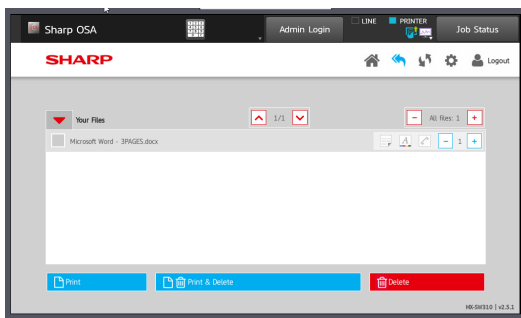 Sharp OSA
Admin Login
LINE
PRINTER
Job Status
SHARP
Logout
Your Files
1/1
All files: 1
Microsoft Word - 3PAGES.docx
A
1
Print
Print & Delete
Delete
MX-SW310 | v2.5.1